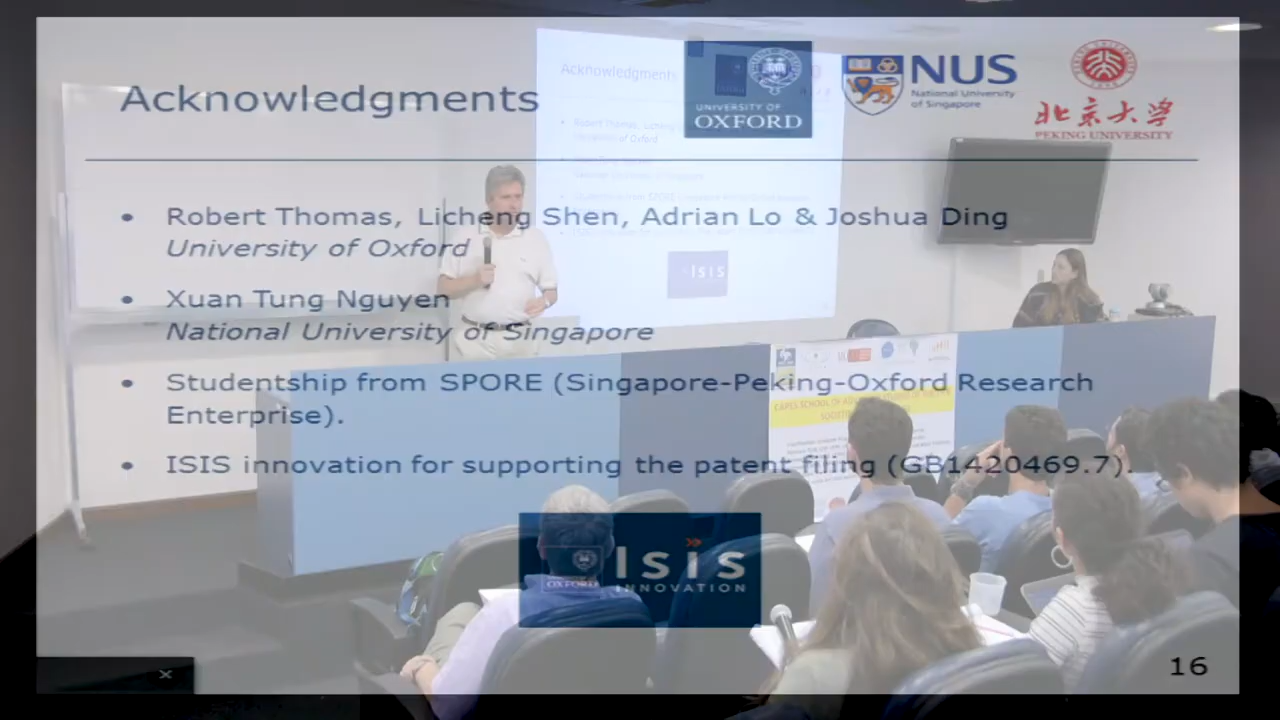 Acknowledgments
UNIVERSITY OF
OXFORD
NUS
National University
of Singapore
北京大学
PEKING UNIVERSITY
• Robert Thomas, Licheng Shen, Adrian Lo & Joshua Ding
University of Oxford
• Xuan Tung Nguyen
National University of Singapore
• Studentship from SPORE (Singapore-Peking-Oxford Research
Enterprise).
• ISIS innovation for supporting the patent filing (GB1420469.7).
Isis
INNOVATION
16
Acknowledgments
Isis
OXFORD